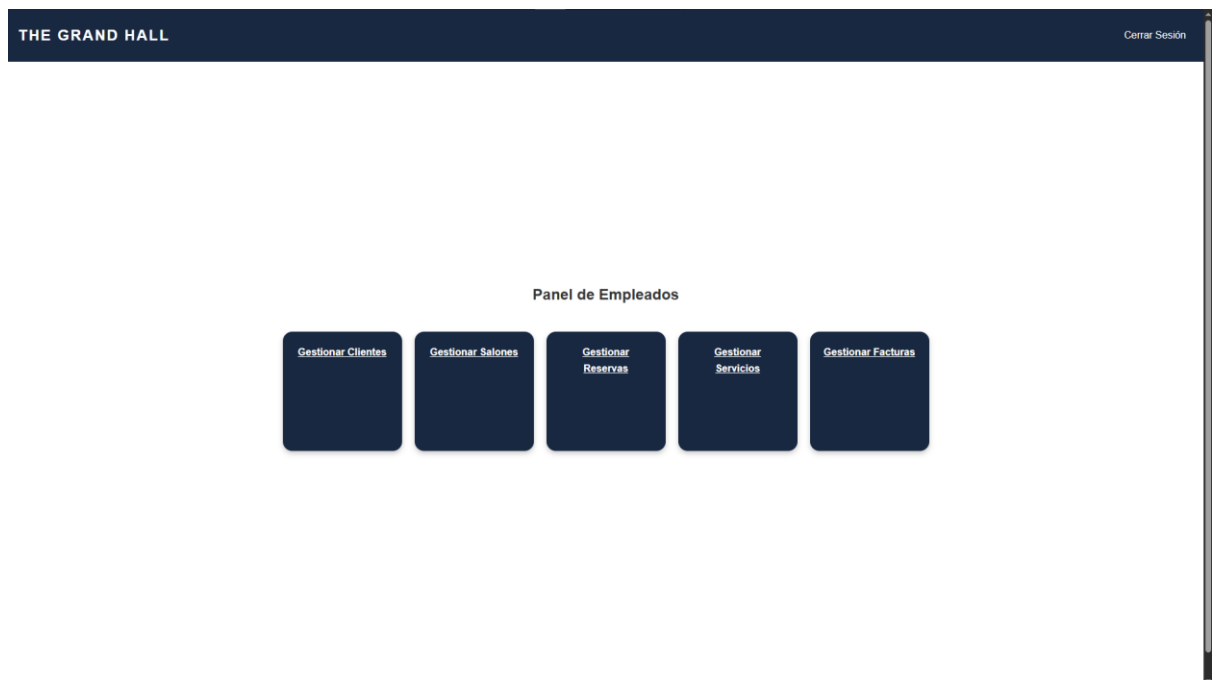 THE GRAND HALL
Cerrar Sesión
Panel de Empleados
Gestionar Clientes
Gestionar Salones
Gestionar
Reservas
Gestionar
Servicios
Gestionar Facturas